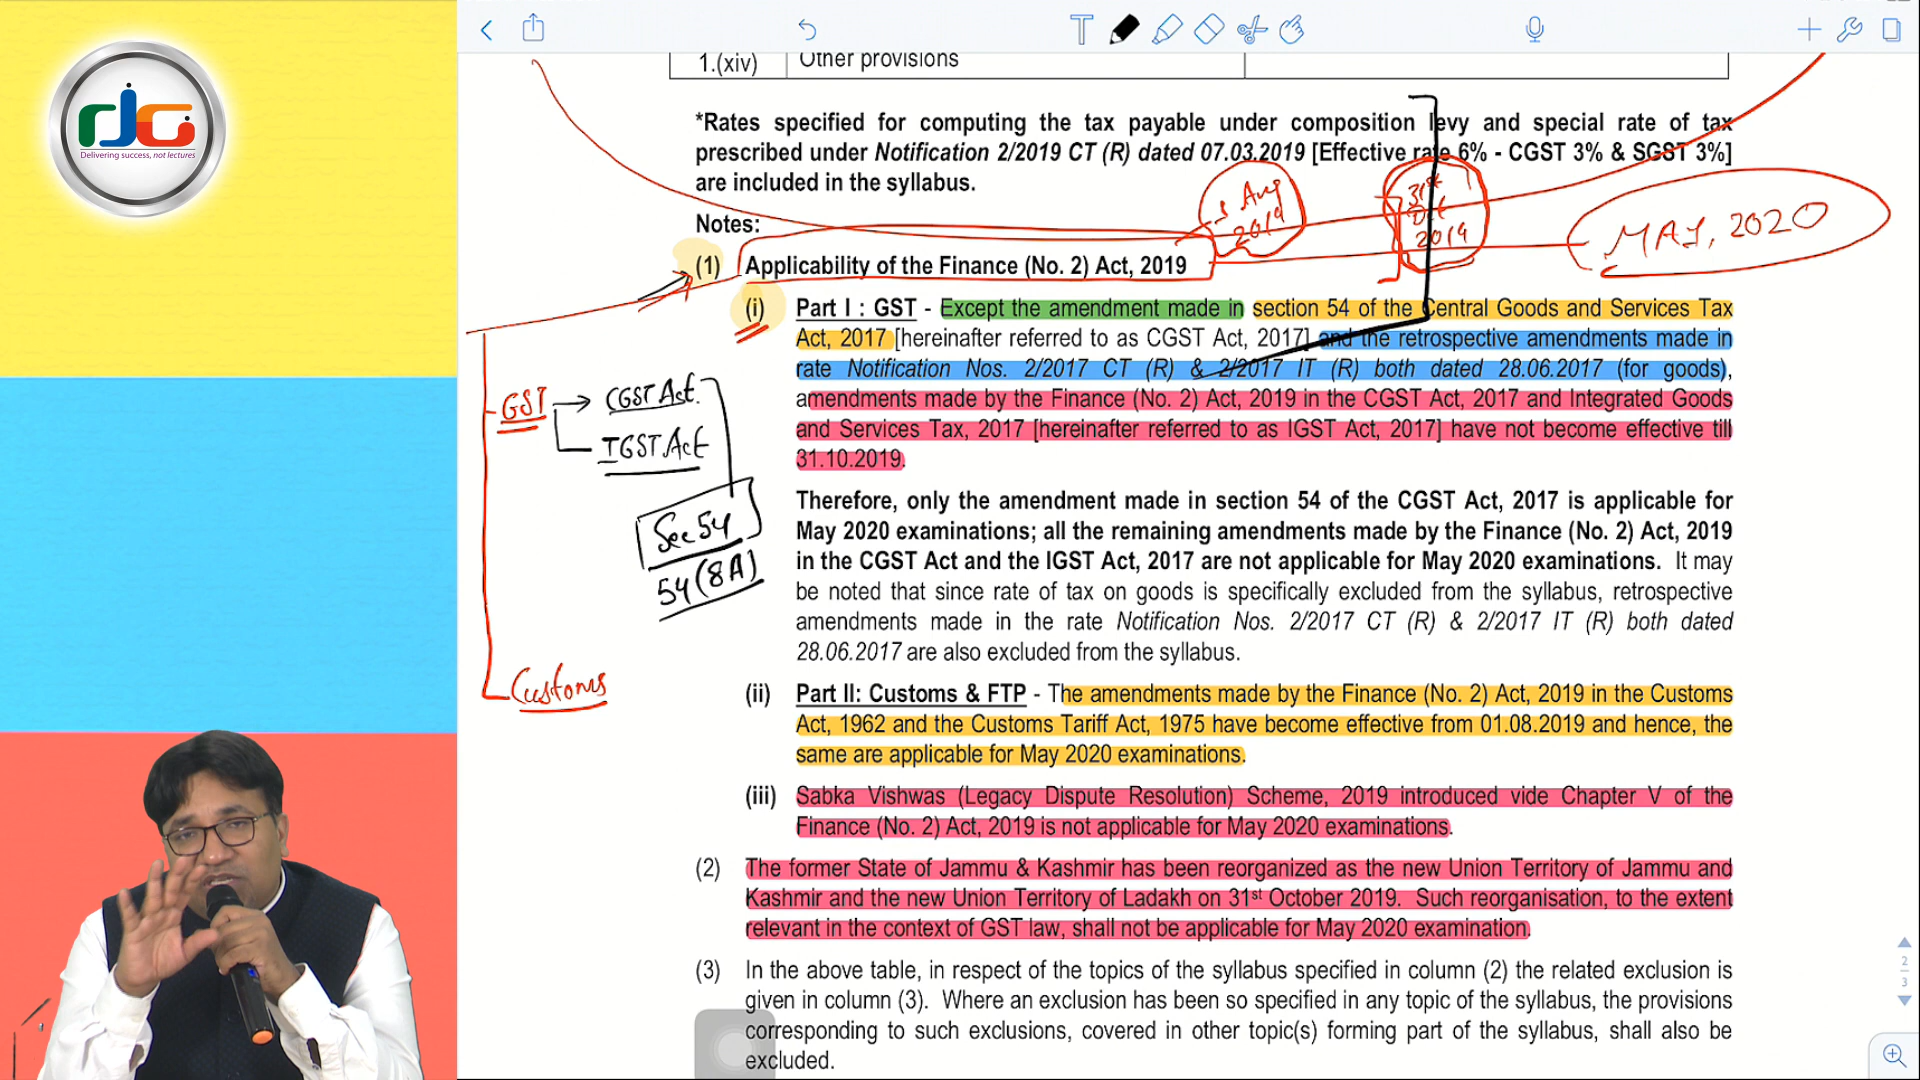 Delivering success, not lectures
1.(xiv) Other provisions
*Rates specified for computing the tax payable under composition levy and special rate of tax
prescribed under Notification 2/2019 CT (R) dated 07.03.2019 [Effective rate 6% - CGST 3% & SGST 3%]
are included in the syllabus.
Notes:
1 Aug 2019
31st Oct 2019
MAY, 2020
(1) Applicability of the Finance (No. 2) Act, 2019
(i) Part I : GST - Except the amendment made in section 54 of the Central Goods and Services Tax
Act, 2017 [hereinafter referred to as CGST Act, 2017] and the retrospective amendments made in
rate Notification Nos. 2/2017 CT (R) & 2/2017 IT (R) both dated 28.06.2017 (for goods),
amendments made by the Finance (No. 2) Act, 2019 in the CGST Act, 2017 and Integrated Goods
and Services Tax, 2017 [hereinafter referred to as IGST Act, 2017] have not become effective till
31.10.2019.
GST
CGST Act.
IGST Act
Sec 54
54(8A)
Customs
Therefore, only the amendment made in section 54 of the CGST Act, 2017 is applicable for
May 2020 examinations; all the remaining amendments made by the Finance (No. 2) Act, 2019
in the CGST Act and the IGST Act, 2017 are not applicable for May 2020 examinations. It may
be noted that since rate of tax on goods is specifically excluded from the syllabus, retrospective
amendments made in the rate Notification Nos. 2/2017 CT (R) & 2/2017 IT (R) both dated
28.06.2017 are also excluded from the syllabus.
(ii) Part II: Customs & FTP - The amendments made by the Finance (No. 2) Act, 2019 in the Customs
Act, 1962 and the Customs Tariff Act, 1975 have become effective from 01.08.2019 and hence, the
same are applicable for May 2020 examinations.
(iii) Sabka Vishwas (Legacy Dispute Resolution) Scheme, 2019 introduced vide Chapter V of the
Finance (No. 2) Act, 2019 is not applicable for May 2020 examinations.
(2) The former State of Jammu & Kashmir has been reorganized as the new Union Territory of Jammu and
Kashmir and the new Union Territory of Ladakh on 31st October 2019. Such reorganisation, to the extent
relevant in the context of GST law, shall not be applicable for May 2020 examination.
(3) In the above table, in respect of the topics of the syllabus specified in column (2) the related exclusion is
given in column (3). Where an exclusion has been so specified in any topic of the syllabus, the provisions
corresponding to such exclusions, covered in other topic(s) forming part of the syllabus, shall also be
excluded.
2
3